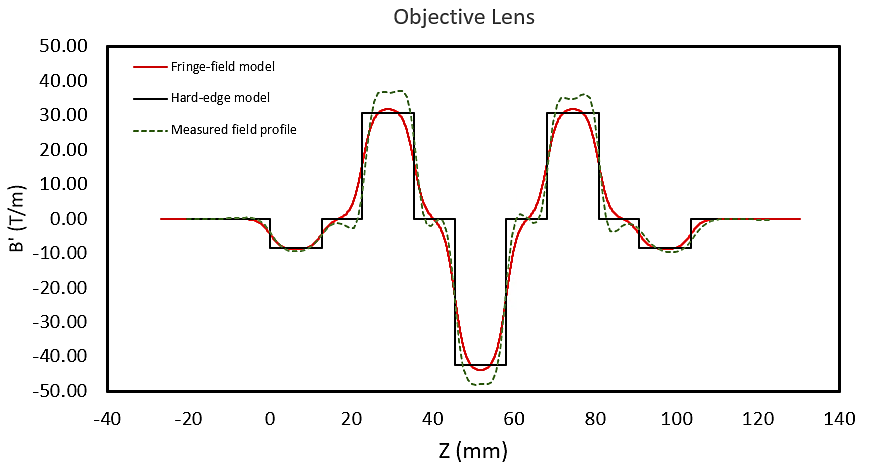 Objective Lens
50.00
40.00
30.00
20.00
10.00
0.00
-10.00
-20.00
-30.00
-40.00
-50.00
B' (T/m)
Fringe-field model
Hard-edge model
Measured field profile
-40 -20 0 20 40 60 80 100 120 140
Z (mm)